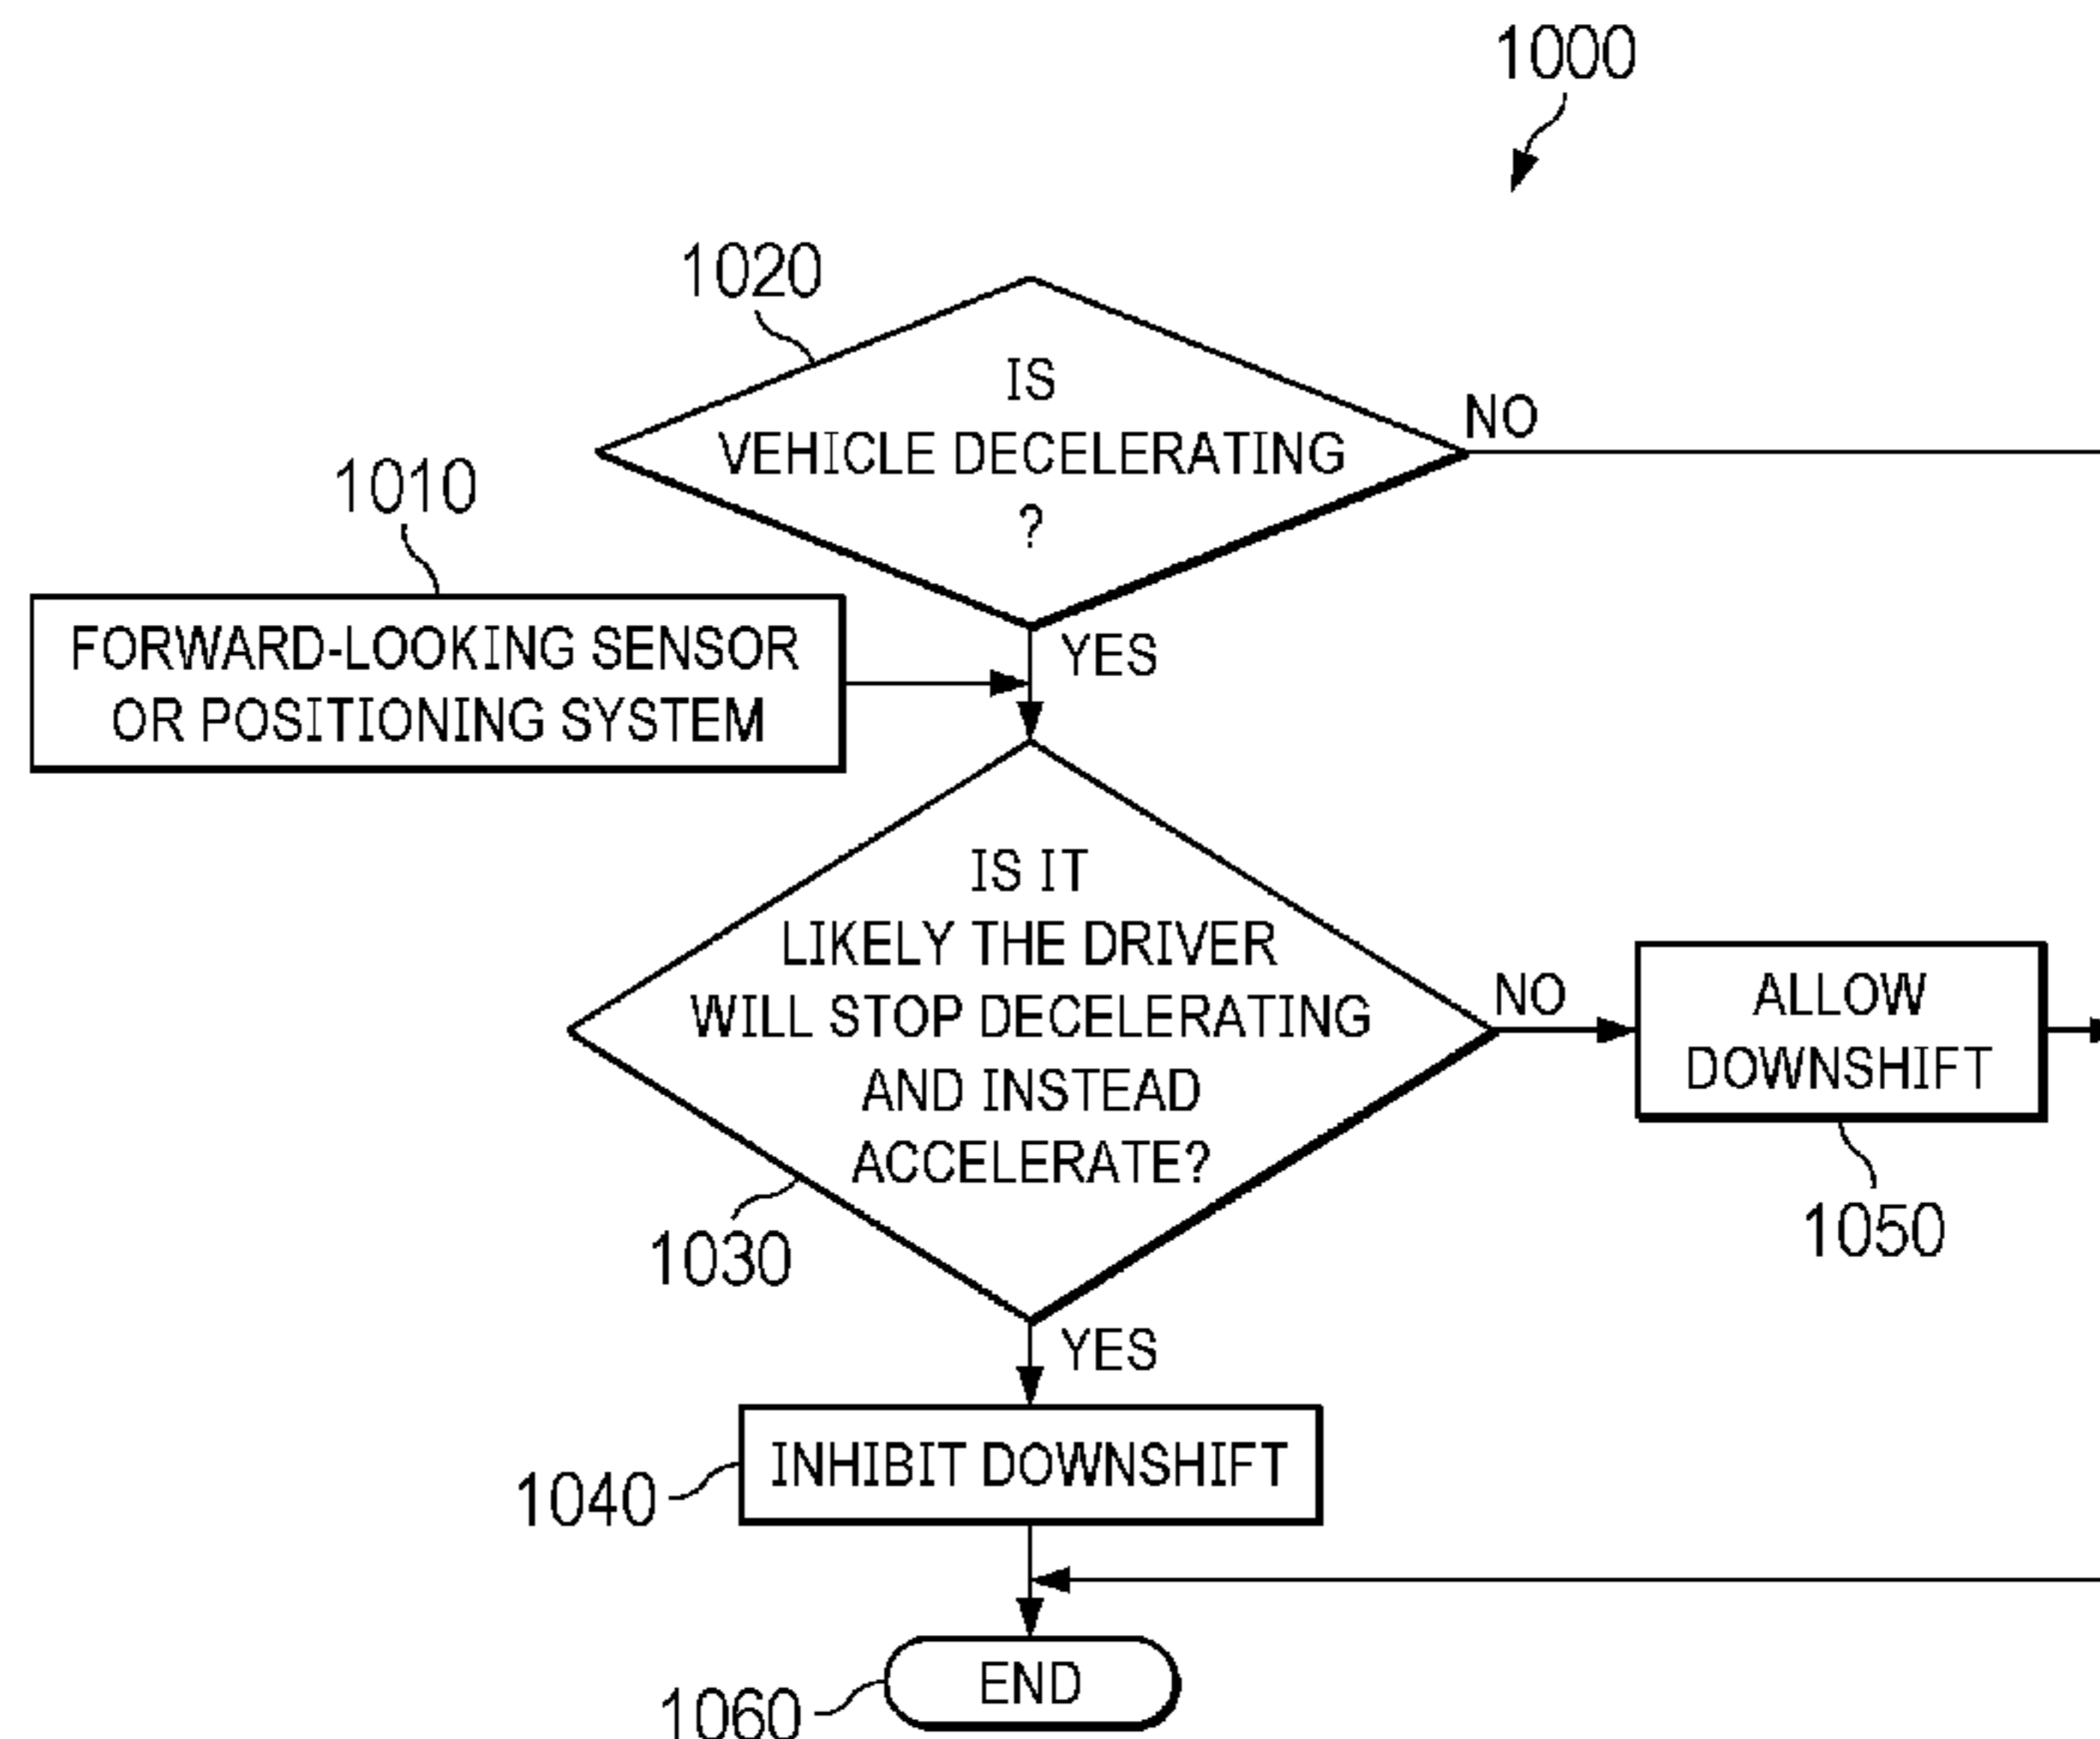 1000
1020
IS
VEHICLE DECELERATING
?
NO
1010
FORWARD-LOOKING SENSOR
OR POSITIONING SYSTEM
YES
IS IT
LIKELY THE DRIVER
WILL STOP DECELERATING
AND INSTEAD
ACCELERATE?
NO
ALLOW
DOWNSHIFT
1050
1030
YES
INHIBIT DOWNSHIFT
1040
END
1060